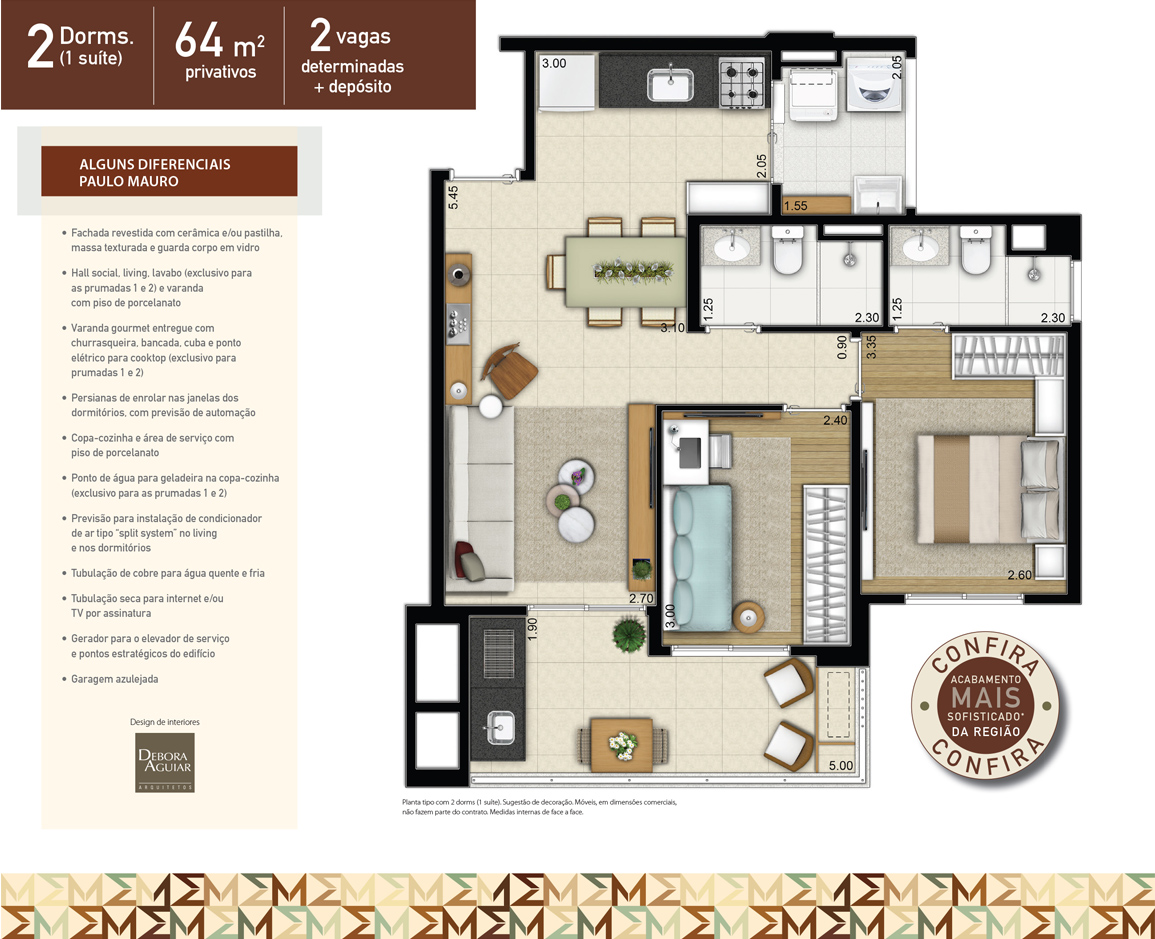 2 Dorms.
(1 suíte)
64 m²
privativos
2 vagas
determinadas
+ depósito
ALGUNS DIFERENCIAIS
PAULO MAURO
• Fachada revestida com cerâmica e/ou pastilha,
massa texturada e guarda corpo em vidro
• Hall social, living, lavabo (exclusivo para
as prumadas 1 e 2) e varanda
com piso de porcelanato
• Varanda gourmet entregue com
churrasqueira, bancada, cuba e ponto
elétrico para cooktop (exclusivo para
prumadas 1 e 2)
• Persianas de enrolar nas janelas dos
dormitórios, com previsão de automação
• Copa-cozinha e área de serviço com
piso de porcelanato
• Ponto de água para geladeira na copa-cozinha
(exclusivo para as prumadas 1 e 2)
• Previsão para instalação de condicionador
de ar tipo “split system” no living
e nos dormitórios
• Tubulação de cobre para água quente e fria
• Tubulação seca para internet e/ou
TV por assinatura
• Gerador para o elevador de serviço
e pontos estratégicos do edifício
• Garagem azulejada
Design de interiores
DEBORA
AGUIAR
ARQUITETOS
3.00
2.05
2.05
1.55
5.45
1.25
2.30
1.25
2.30
3.10
0.90
3.35
2.40
2.60
2.70
3.00
1.90
5.00
CONFIRA
ACABAMENTO
MAIS
SOFISTICADO*
DA REGIÃO
CONFIRA
Planta tipo com 2 dorms (1 suíte). Sugestão de decoração. Móveis, em dimensões comerciais,
não fazem parte do contrato. Medidas internas de face a face.